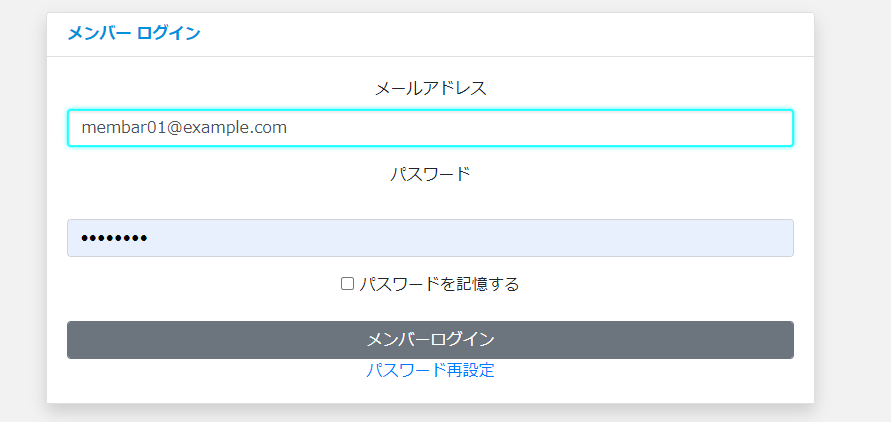 メンバー ログイン
メールアドレス
membar01@example.com
パスワード
••••••••
パスワードを記憶する
メンバーログイン
パスワード再設定